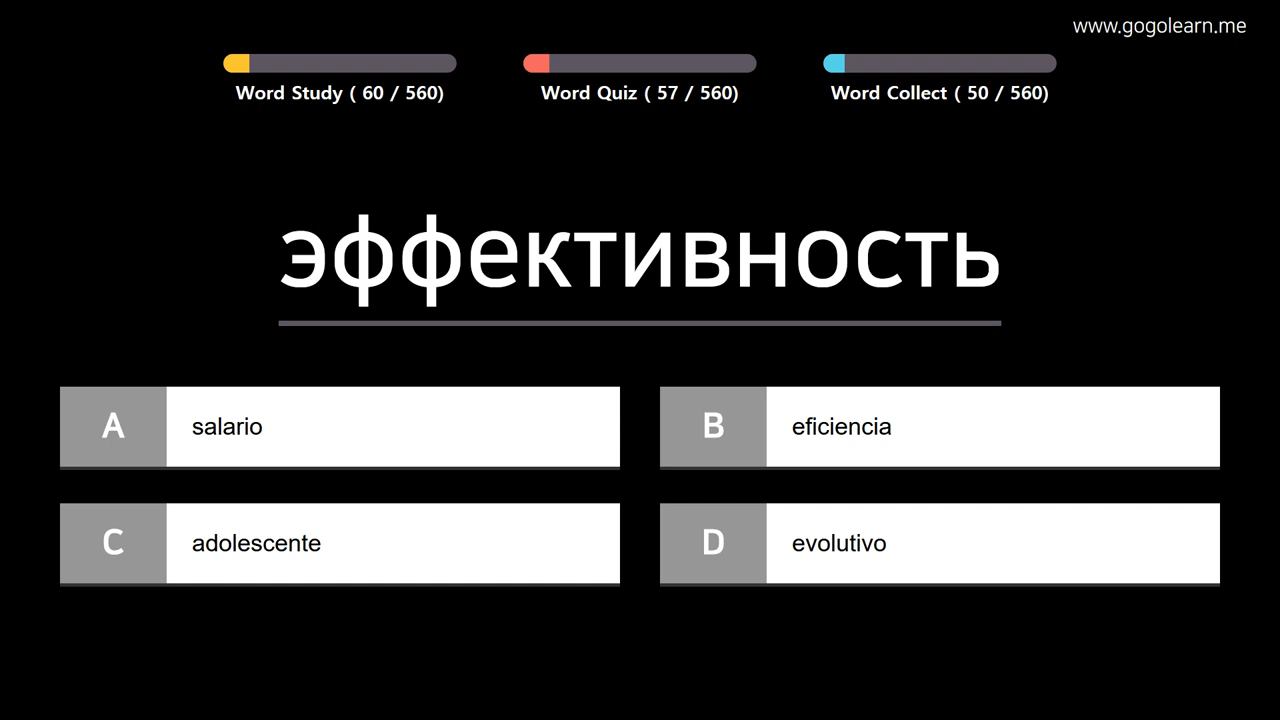 www.gogolearn.me
Word Study ( 60 / 560)
Word Quiz ( 57 / 560)
Word Collect ( 50 / 560)
эффективность
A salario
B eficiencia
C adolescente
D evolutivo